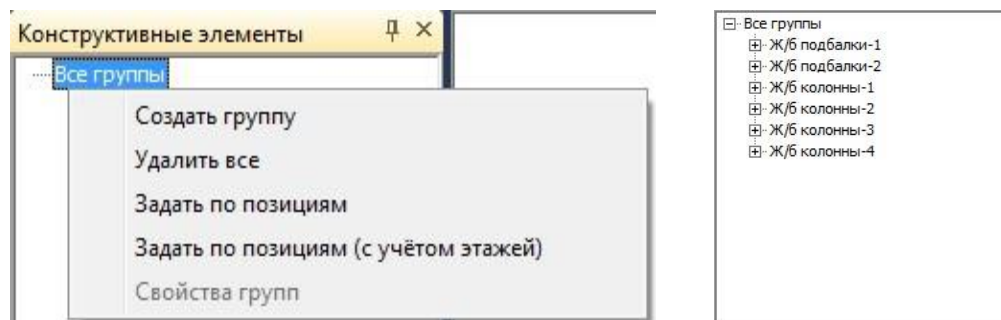 Конструктивные элементы
Все группы
Создать группу
Удалить все
Задать по позициям
Задать по позициям (с учётом этажей)
Свойства групп
Все группы
Ж/б подбалки-1
Ж/б подбалки-2
Ж/б колонны-1
Ж/б колонны-2
Ж/б колонны-3
Ж/б колонны-4